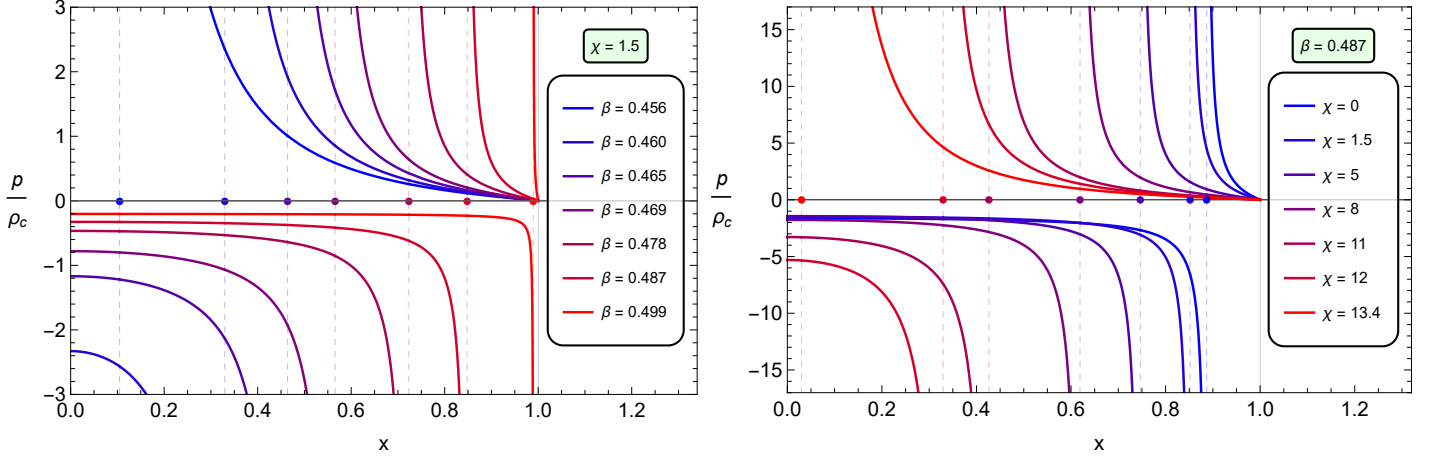 χ = 1.5
β = 0.456
β = 0.460
β = 0.465
β = 0.469
β = 0.478
β = 0.487
β = 0.499
3
2
1
0
−1
−2
−3
p
ρc
0.0 0.2 0.4 0.6 0.8 1.0 1.2
x
β = 0.487
χ = 0
χ = 1.5
χ = 5
χ = 8
χ = 11
χ = 12
χ = 13.4
15
10
5
0
−5
−10
−15
p
ρc
0.0 0.2 0.4 0.6 0.8 1.0 1.2
x